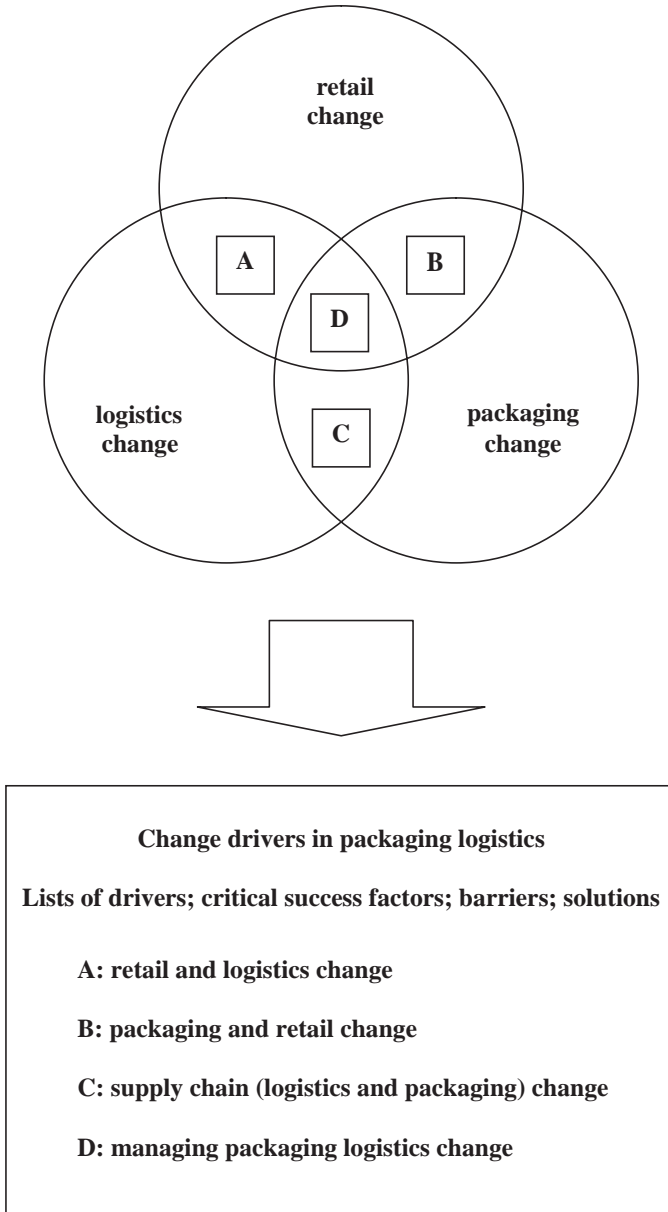 retail
change
A
B
D
logistics
change
packaging
change
C
Change drivers in packaging logistics
Lists of drivers; critical success factors; barriers; solutions
A: retail and logistics change
B: packaging and retail change
C: supply chain (logistics and packaging) change
D: managing packaging logistics change